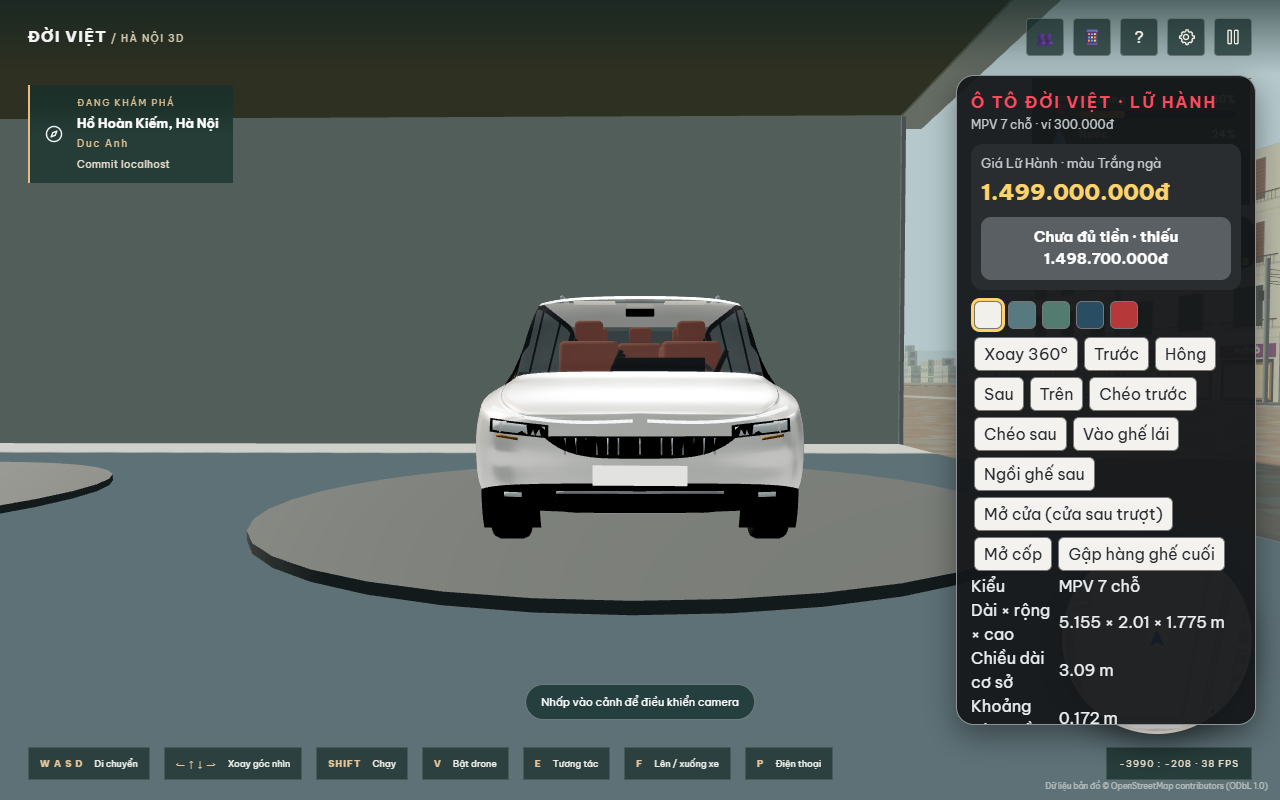 ĐỜI VIỆT / HÀ NỘI 3D
?
ĐANG KHÁM PHÁ
Hồ Hoàn Kiếm, Hà Nội
Duc Anh
Commit localhost
Ô TÔ ĐỜI VIỆT · LỮ HÀNH
MPV 7 chỗ · ví 300.000đ
24%
Giá Lữ Hành · màu Trắng ngà
1.499.000.000đ
Chưa đủ tiền · thiếu
1.498.700.000đ
Xoay 360° Trước Hông
Sau Trên Chéo trước
Chéo sau Vào ghế lái
Ngồi ghế sau
Mở cửa (cửa sau trượt)
Mở cốp Gập hàng ghế cuối
Kiểu MPV 7 chỗ
Dài × rộng × cao 5.155 × 2.01 × 1.775 m
Chiều dài cơ sở 3.09 m
Khoảng 0.172 m
Nhấp vào cảnh để điều khiển camera
W A S D Di chuyển
←↑↓→ Xoay góc nhìn
SHIFT Chạy
V Bật drone
E Tương tác
F Lên / xuống xe
P Điện thoại
-3990 : -208 · 38 FPS
Dữ liệu bản đồ © OpenStreetMap contributors (ODbL 1.0)